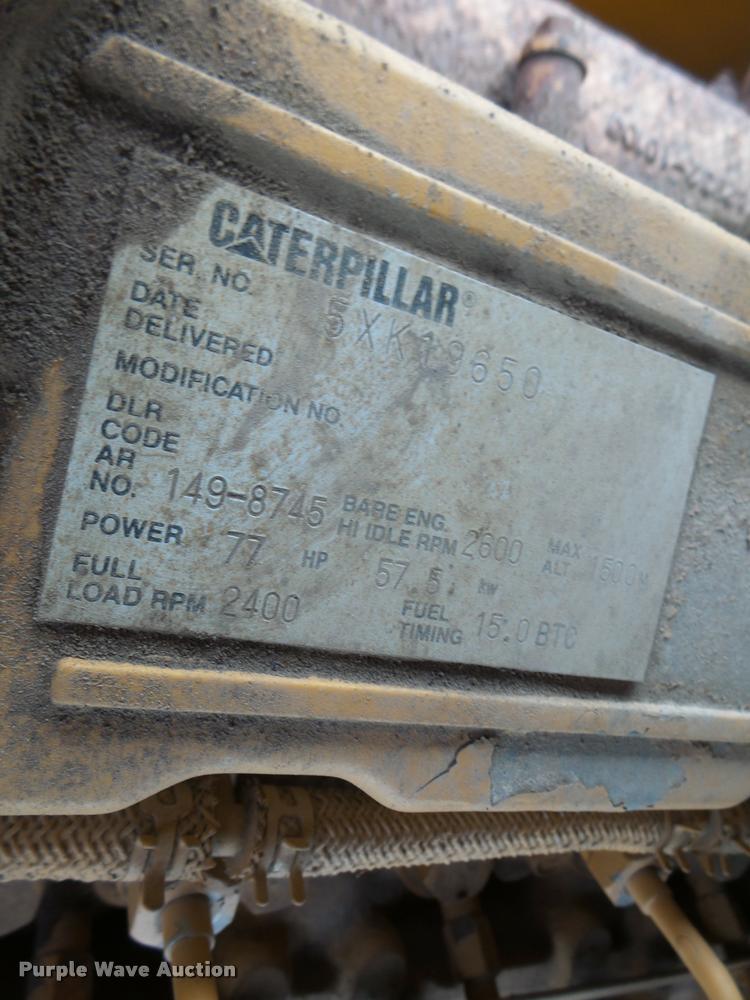 CATERPILLAR®
SER. NO. 5XK19650
DATE
DELIVERED
MODIFICATION NO.
DLR
CODE
AR
NO. 149-8745 BARE ENG.
HI IDLE RPM 2600 MAX
ALT 1500M
POWER 77 HP 57.5 kw
FULL
LOAD RPM 2400 FUEL
TIMING 15.0 BTC
Purple Wave Auction